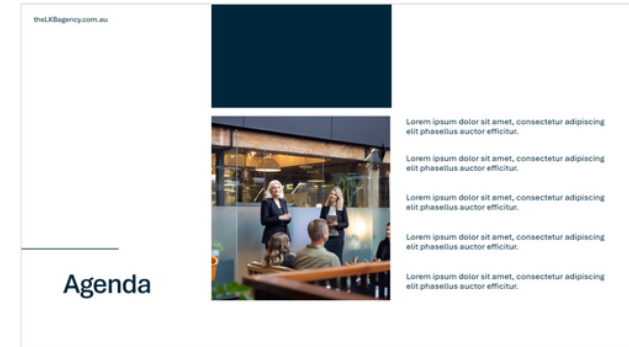 theLKBagency.com.au
Lorem ipsum dolor sit amet, consectetur adipiscing
elit phasellus auctor efficitur.
Lorem ipsum dolor sit amet, consectetur adipiscing
elit phasellus auctor efficitur.
Lorem ipsum dolor sit amet, consectetur adipiscing
elit phasellus auctor efficitur.
Lorem ipsum dolor sit amet, consectetur adipiscing
elit phasellus auctor efficitur.
Lorem ipsum dolor sit amet, consectetur adipiscing
elit phasellus auctor efficitur.
Agenda